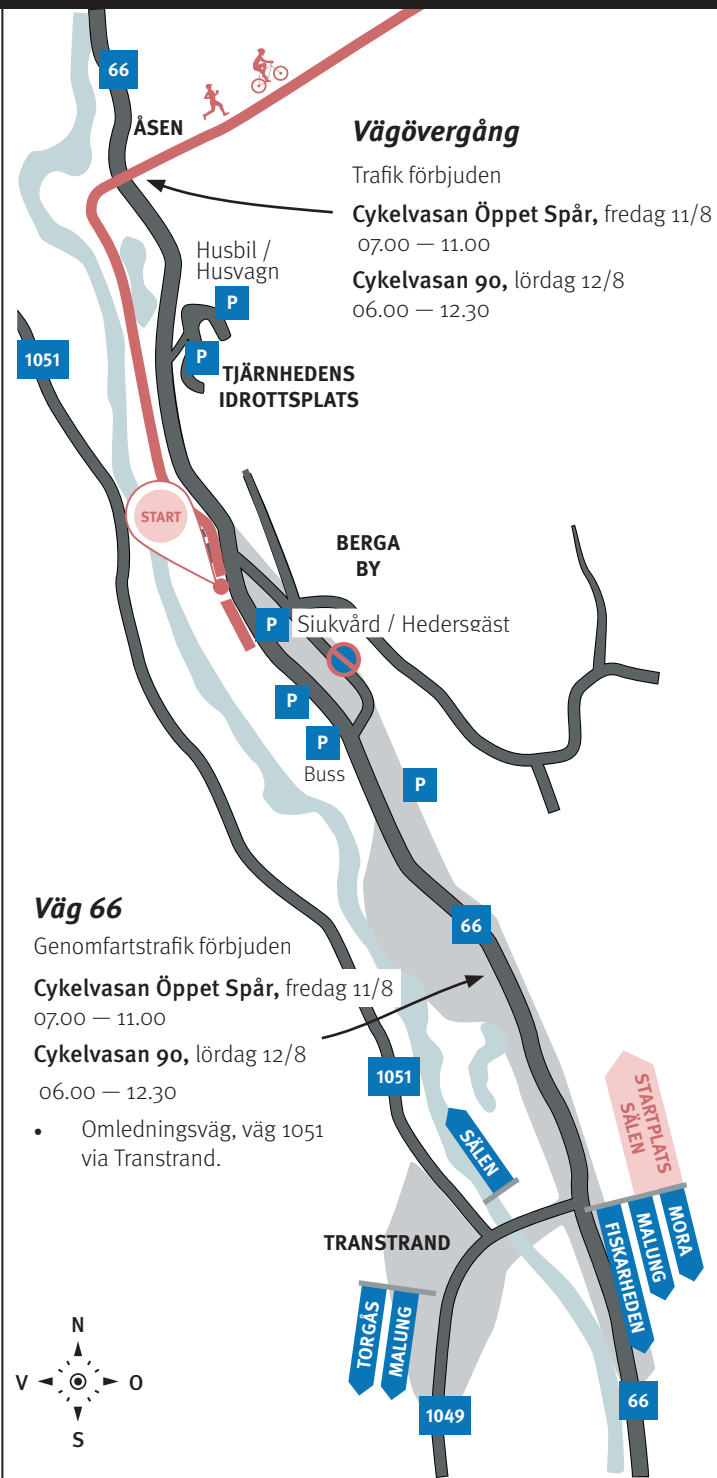 66
ÅSEN
Vägövergång
Trafik förbjuden
Cykelvasan Öppet Spår, fredag 11/8
07.00 — 11.00
Cykelvasan 90, lördag 12/8
06.00 — 12.30
Husbil /
Husvagn
P
P
1051
TJÄRNHEDENS
IDROTTSPLATS
START
BERGA
BY
P
Sjukvård / Hedersgäst
P
P
Buss
P
Väg 66
Genomfartstrafik förbjuden
Cykelvasan Öppet Spår, fredag 11/8
07.00 — 11.00
Cykelvasan 90, lördag 12/8
06.00 — 12.30
• Omledningsväg, väg 1051
via Transtrand.
66
1051
SÄLEN
STARTPLATS
SÄLEN
FISKARHEDEN
MALUNG
MORA
TRANSTRAND
TORGÅS
MALUNG
1049
66
N
V
O
S